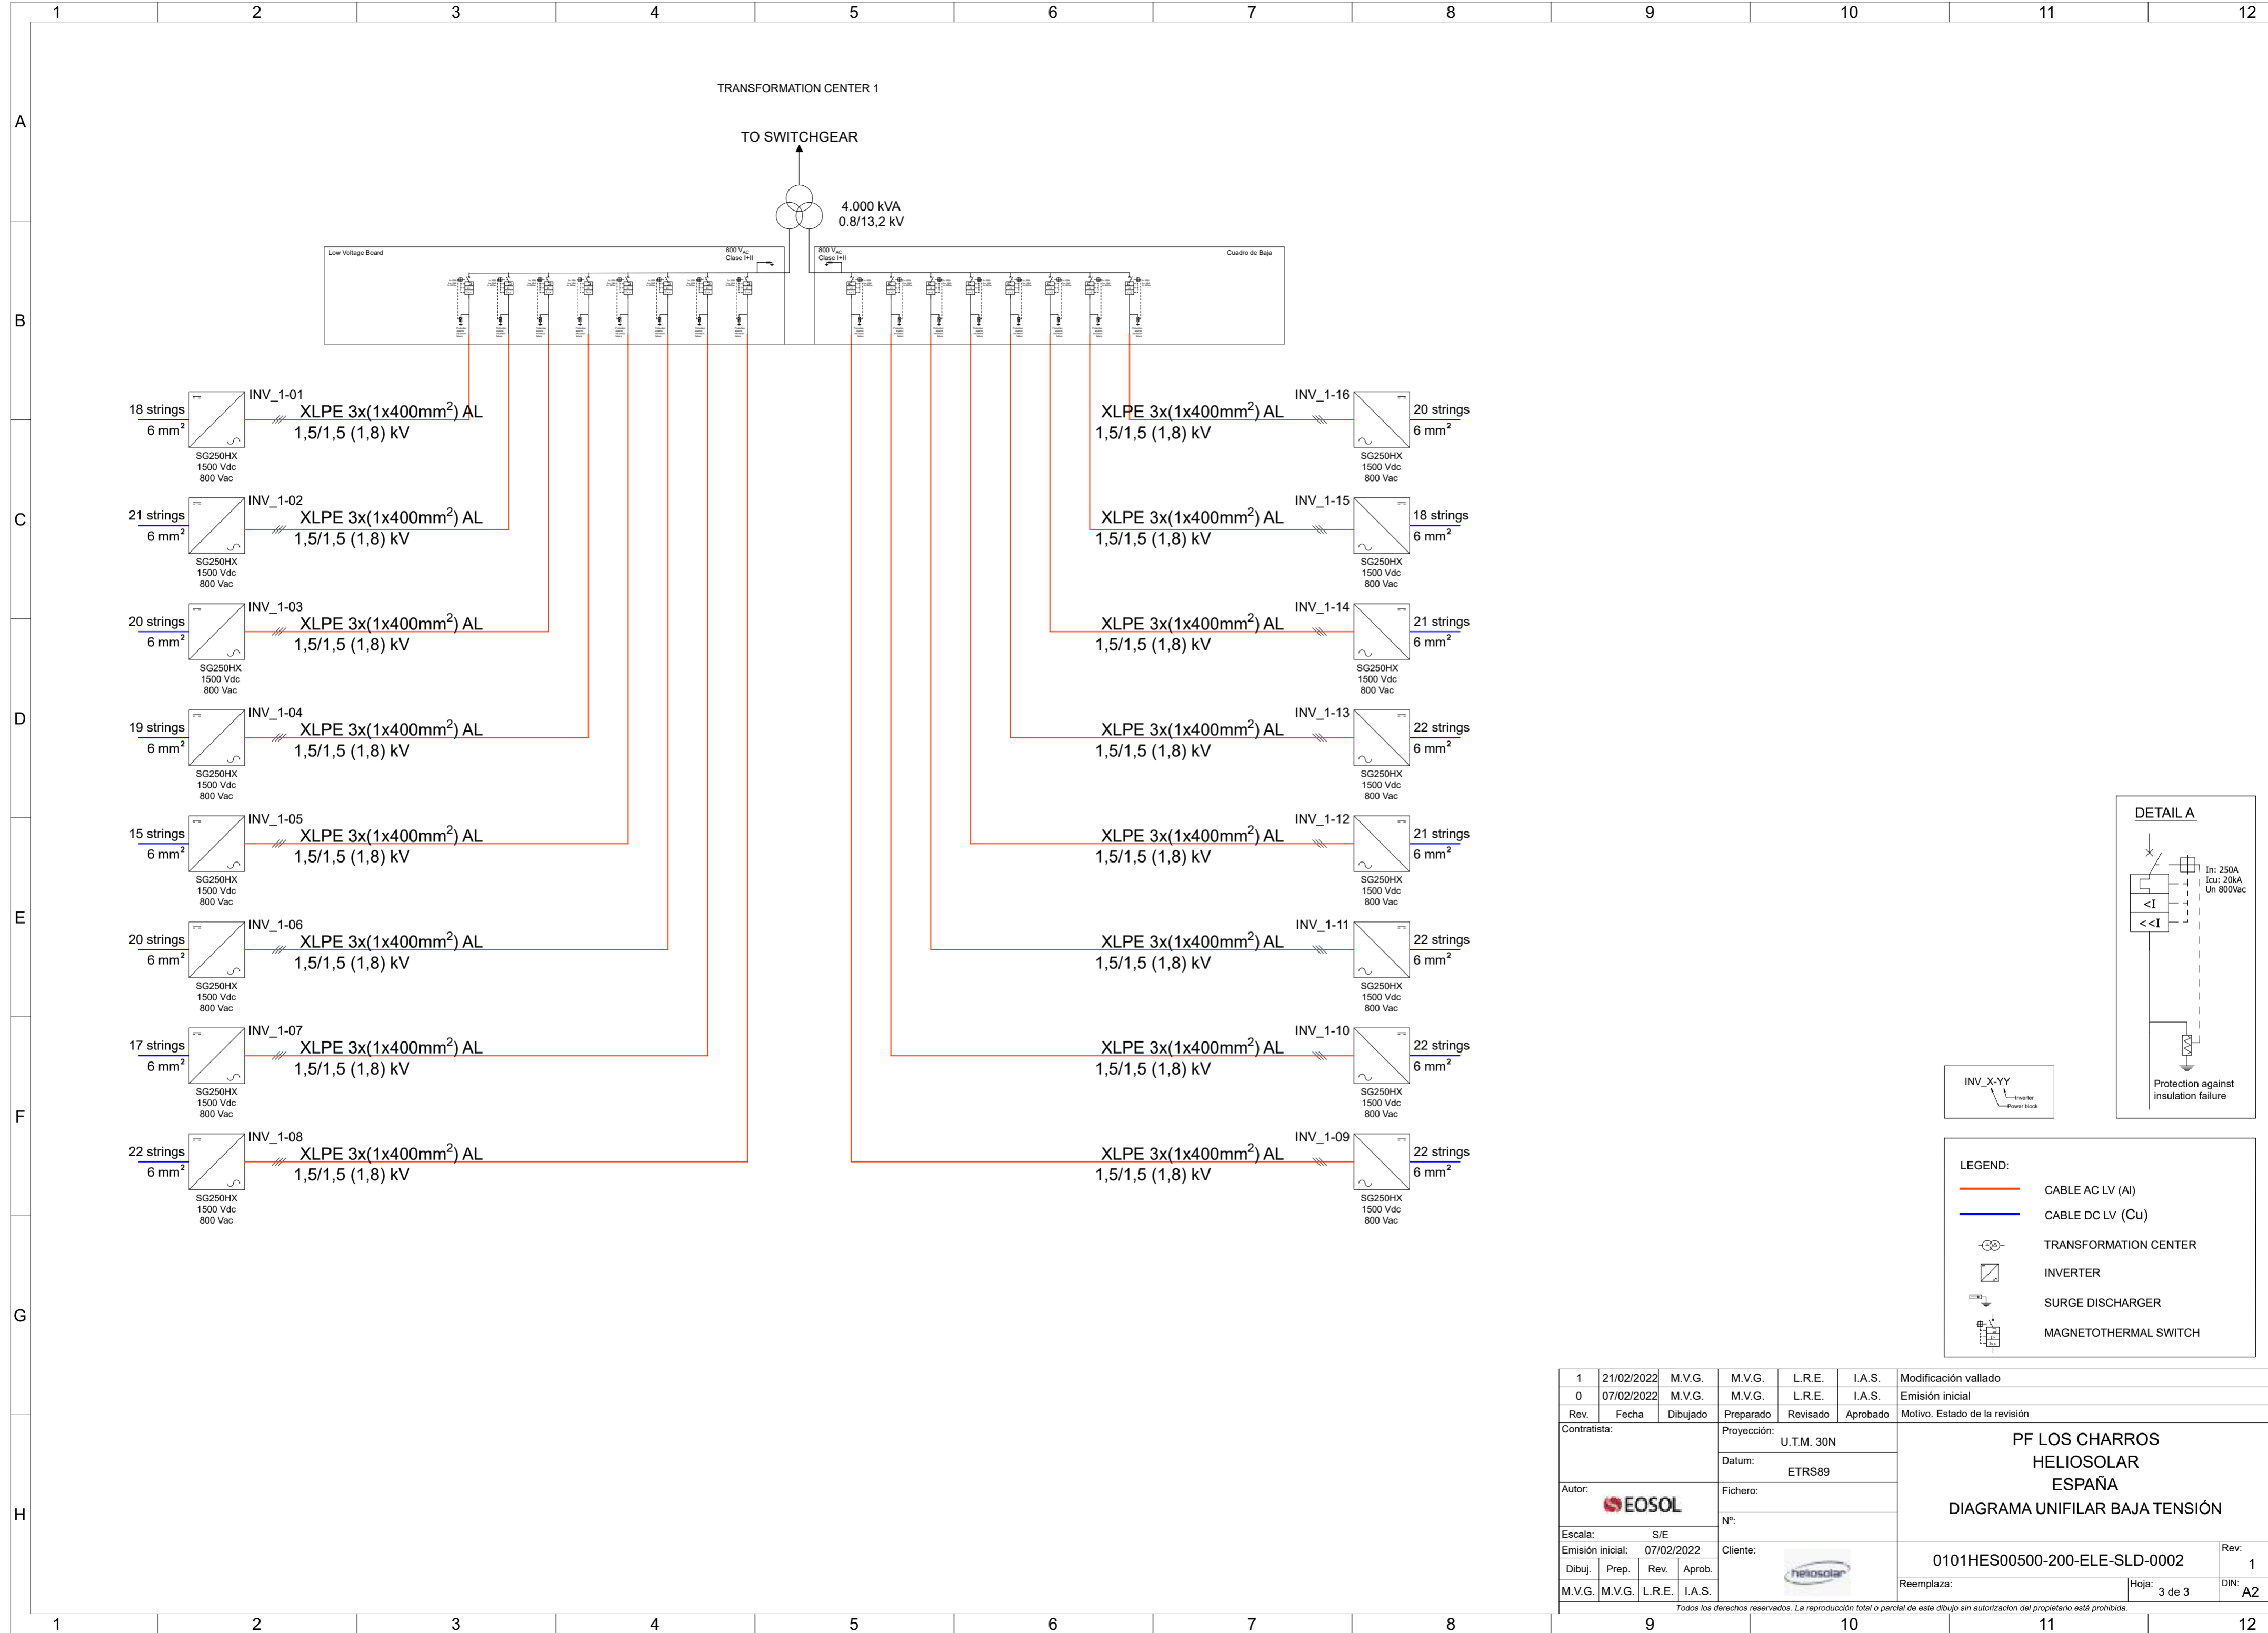 1 2 3 4 5 6 7 8 9 10 11 12
A
B
C
D
E
F
G
H
TRANSFORMATION CENTER 1
TO SWITCHGEAR
4.000 kVA
0.8/13,2 kV
Low Voltage Board
800 VAC
Clase I+II
800 VAC
Clase I+II
Cuadro de Baja
INV_1-01
18 strings
6 mm²
XLPE 3x(1x400mm²) AL
1,5/1,5 (1,8) kV
SG250HX
1500 Vdc
800 Vac
INV_1-02
21 strings
6 mm²
XLPE 3x(1x400mm²) AL
1,5/1,5 (1,8) kV
SG250HX
1500 Vdc
800 Vac
INV_1-03
20 strings
6 mm²
XLPE 3x(1x400mm²) AL
1,5/1,5 (1,8) kV
SG250HX
1500 Vdc
800 Vac
INV_1-04
19 strings
6 mm²
XLPE 3x(1x400mm²) AL
1,5/1,5 (1,8) kV
SG250HX
1500 Vdc
800 Vac
INV_1-05
15 strings
6 mm²
XLPE 3x(1x400mm²) AL
1,5/1,5 (1,8) kV
SG250HX
1500 Vdc
800 Vac
INV_1-06
20 strings
6 mm²
XLPE 3x(1x400mm²) AL
1,5/1,5 (1,8) kV
SG250HX
1500 Vdc
800 Vac
INV_1-07
17 strings
6 mm²
XLPE 3x(1x400mm²) AL
1,5/1,5 (1,8) kV
SG250HX
1500 Vdc
800 Vac
INV_1-08
22 strings
6 mm²
XLPE 3x(1x400mm²) AL
1,5/1,5 (1,8) kV
SG250HX
1500 Vdc
800 Vac
INV_1-16
XLPE 3x(1x400mm²) AL
1,5/1,5 (1,8) kV
20 strings
6 mm²
SG250HX
1500 Vdc
800 Vac
INV_1-15
XLPE 3x(1x400mm²) AL
1,5/1,5 (1,8) kV
18 strings
6 mm²
SG250HX
1500 Vdc
800 Vac
INV_1-14
XLPE 3x(1x400mm²) AL
1,5/1,5 (1,8) kV
21 strings
6 mm²
SG250HX
1500 Vdc
800 Vac
INV_1-13
XLPE 3x(1x400mm²) AL
1,5/1,5 (1,8) kV
22 strings
6 mm²
SG250HX
1500 Vdc
800 Vac
INV_1-12
XLPE 3x(1x400mm²) AL
1,5/1,5 (1,8) kV
21 strings
6 mm²
SG250HX
1500 Vdc
800 Vac
INV_1-11
XLPE 3x(1x400mm²) AL
1,5/1,5 (1,8) kV
22 strings
6 mm²
SG250HX
1500 Vdc
800 Vac
INV_1-10
XLPE 3x(1x400mm²) AL
1,5/1,5 (1,8) kV
22 strings
6 mm²
SG250HX
1500 Vdc
800 Vac
INV_1-09
XLPE 3x(1x400mm²) AL
1,5/1,5 (1,8) kV
22 strings
6 mm²
SG250HX
1500 Vdc
800 Vac
DETAIL A
In: 250A
Icu: 20kA
Un 800Vac
<I
<<I
Protection against
insulation failure
INV_X-YY
Inverter
Power block
LEGEND:
CABLE AC LV (Al)
CABLE DC LV (Cu)
TRANSFORMATION CENTER
INVERTER
SURGE DISCHARGER
MAGNETOTHERMAL SWITCH
1 21/02/2022 M.V.G. M.V.G. L.R.E. I.A.S. Modificación vallado
0 07/02/2022 M.V.G. M.V.G. L.R.E. I.A.S. Emisión inicial
Rev. Fecha Dibujado Preparado Revisado Aprobado Motivo. Estado de la revisión
Contratista:
Proyección:
U.T.M. 30N
Datum:
ETRS89
Autor:
EOSOL
Fichero:
Nº:
Escala: S/E
Emisión inicial: 07/02/2022
Dibuj. Prep. Rev. Aprob.
M.V.G. M.V.G. L.R.E. I.A.S.
Cliente:
heliosolar
PF LOS CHARROS
HELIOSOLAR
ESPAÑA
DIAGRAMA UNIFILAR BAJA TENSIÓN
0101HES00500-200-ELE-SLD-0002
Rev:
1
Reemplaza:
Hoja: 3 de 3
DIN: A2
Todos los derechos reservados. La reproducción total o parcial de este dibujo sin autorizacion del propietario está prohibida.
1 2 3 4 5 6 7 8 9 10 11 12